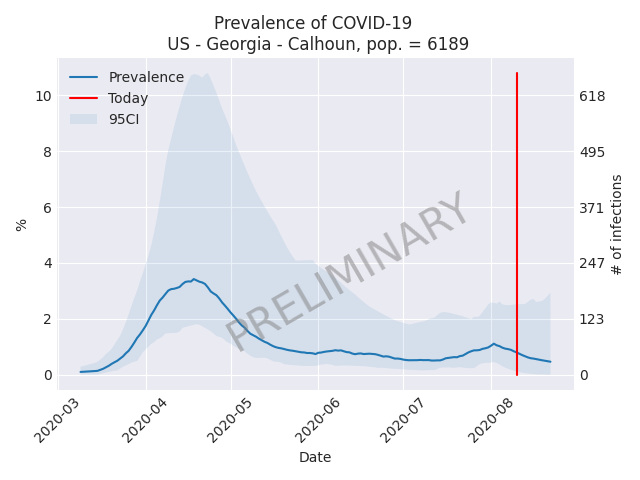 Prevalence of COVID-19
US - Georgia - Calhoun, pop. = 6189
Prevalence
Today
95CI
10
8
6
4
2
0
%
618
495
371
247
123
0
# of infections
PRELIMINARY
2020-03
2020-04
2020-05
2020-06
2020-07
2020-08
Date